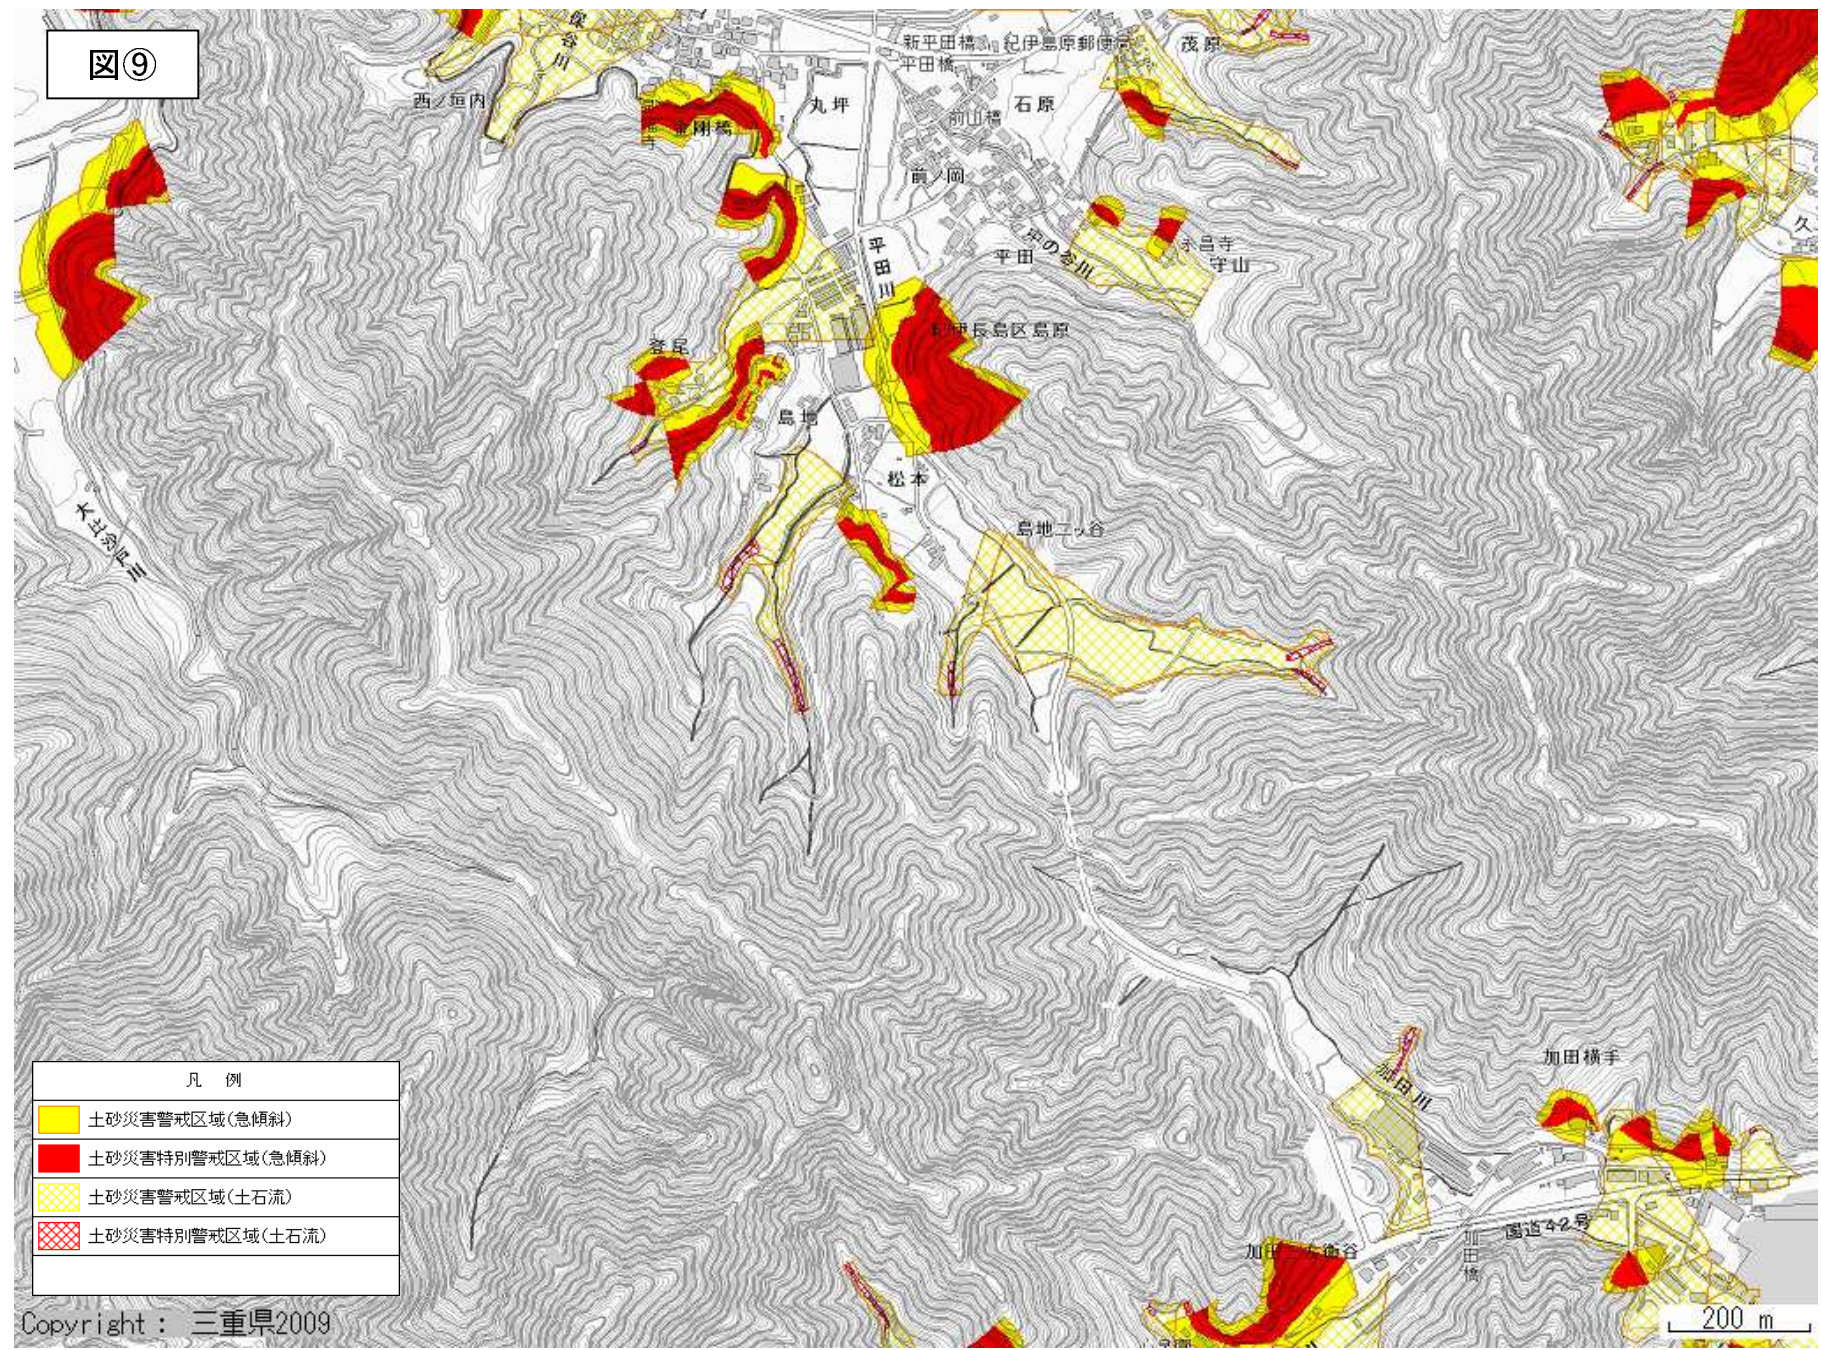 図⑨
保谷川
新平田橋
紀伊島原郵便局
茂原
平田橋
西ノ垣内
丸坪
石原
金剛橋
前山橋
前ノ岡
平田川
中の谷川
永昌寺
平田
守山
紀伊長島区島原
登尾
島地
松本
島地二ッ谷
加田横手
加田川
国道42号
加田橋
凡 例
土砂災害警戒区域(急傾斜)
土砂災害特別警戒区域(急傾斜)
土砂災害警戒区域(土石流)
土砂災害特別警戒区域(土石流)
Copyright : 三重県2009
200 m